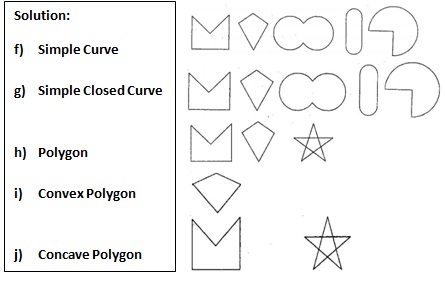 Solution:
f) Simple Curve
g) Simple Closed Curve
h) Polygon
i) Convex Polygon
j) Concave Polygon